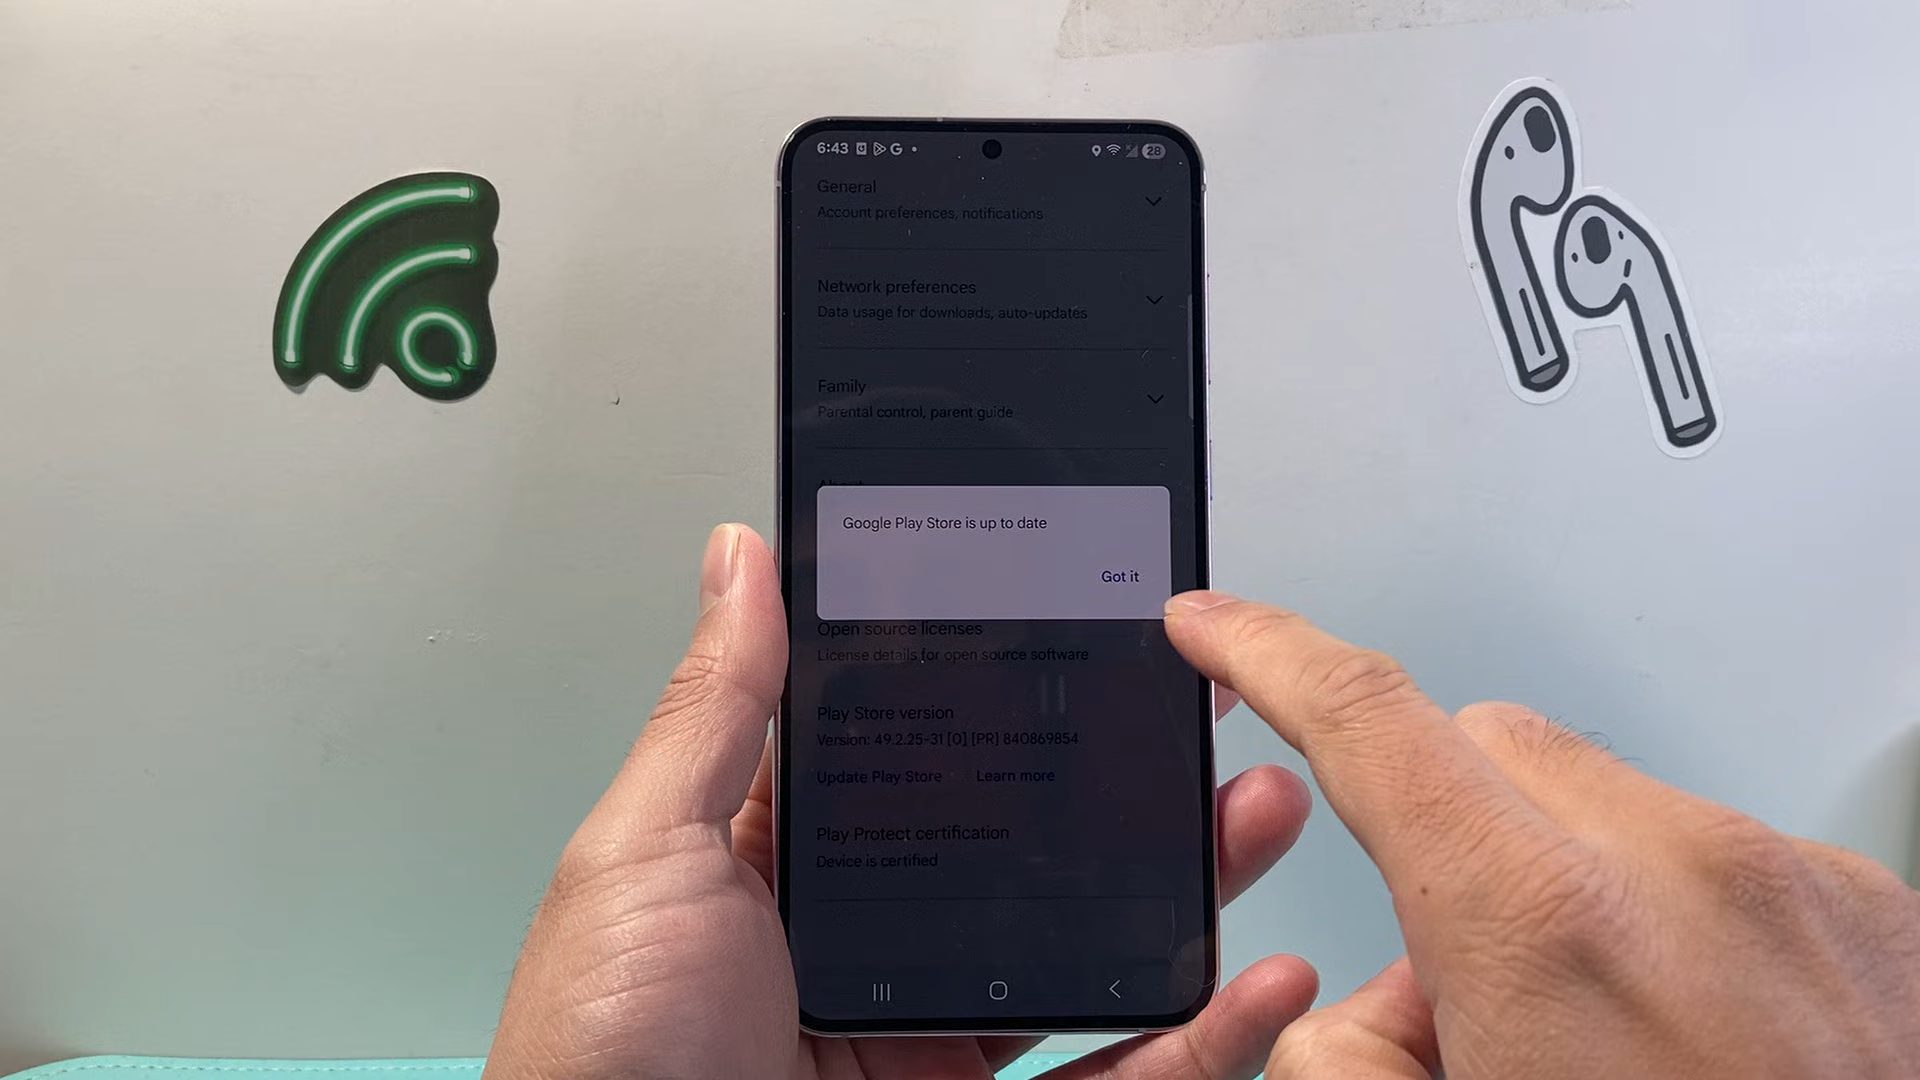 6:43
28
General
Account preferences, notifications
Network preferences
Data usage for downloads, auto-updates
Family
Parental control, parent guide
About
Google Play Store is up to date
Got it
Open source licenses
License details for open source software
Play Store version
Version: 49.2.25-31 [0] [PR] 840869854
Update Play Store Learn more
Play Protect certification
Device is certified